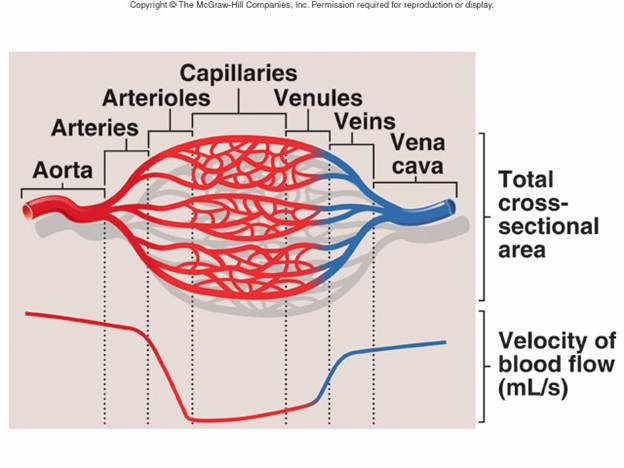 Copyright © The McGraw-Hill Companies, Inc. Permission required for reproduction or display.
Capillaries
Arterioles
Venules
Arteries
Veins
Aorta
Vena
cava
Total
cross-
sectional
area
Velocity of
blood flow
(mL/s)